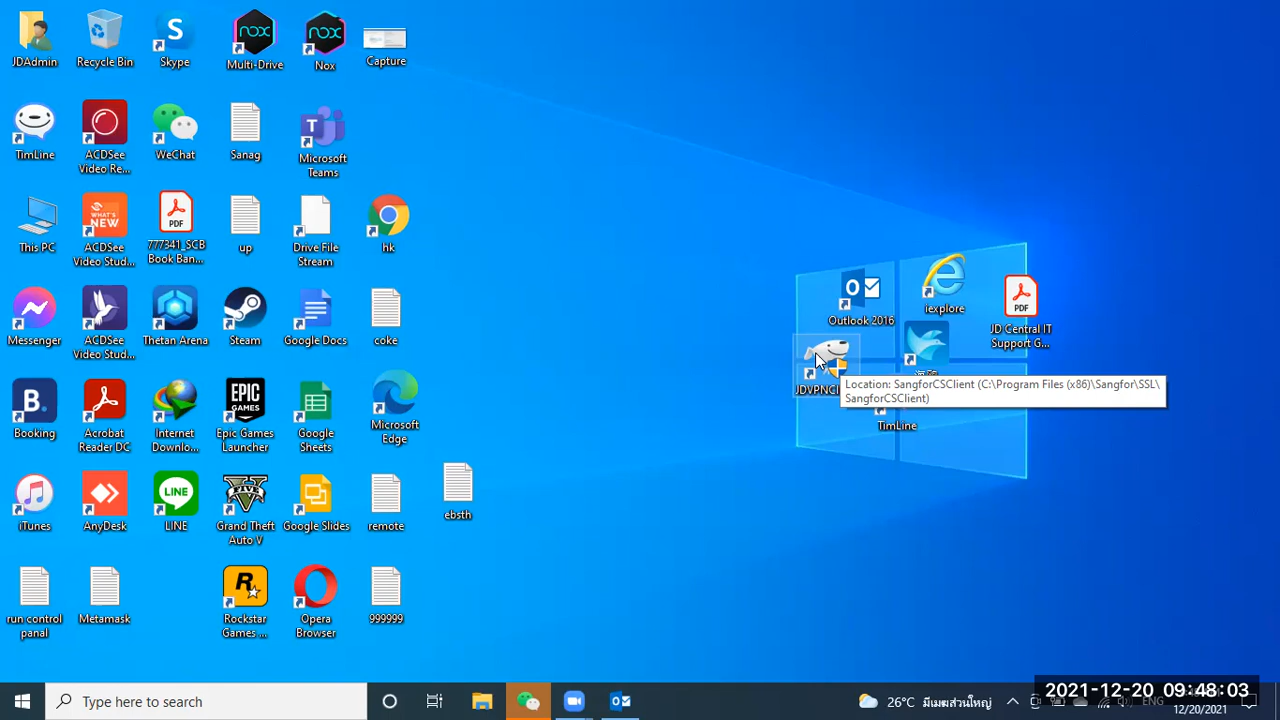 JDAdmin
Recycle Bin
Skype
Multi-Drive
Nox
Capture
TimLine
ACDSee
Video Re...
WeChat
Sanag
Microsoft
Teams
This PC
ACDSee
Video Stud...
777341_SCB
Book Ban...
up
Drive File
Stream
hk
Messenger
ACDSee
Video Stud...
Thetan Arena
Steam
Google Docs
coke
Booking
Acrobat
Reader DC
Internet
Downlo...
Epic Games
Launcher
Google
Sheets
Microsoft
Edge
iTunes
AnyDesk
LINE
Grand Theft
Auto V
Google Slides
remote
ebsth
run control
panal
Metamask
Rockstar
Games ...
Opera
Browser
999999
Outlook 2016
iexplore
JD Central IT
Support G...
Location: SangforCSClient (C:\Program Files (x86)\Sangfor\SSL\
SangforCSClient)
TimLine
Type here to search
26°C มีเมฆส่วนใหญ่
ENG
2021-12-20 09:48:03
12/20/2021